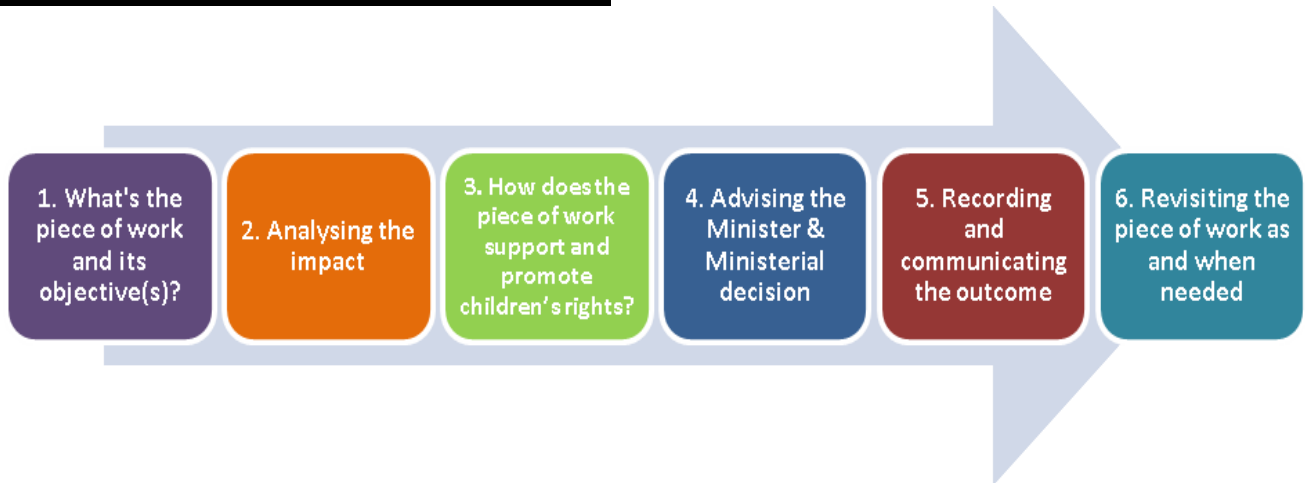 1. What's the
piece of work
and its
objective(s)?
2. Analysing the
impact
3. How does the
piece of work
support and
promote
children's rights?
4. Advising the
Minister &
Ministerial
decision
5. Recording
and
communicating
the outcome
6. Revisiting the
piece of work as
and when
needed